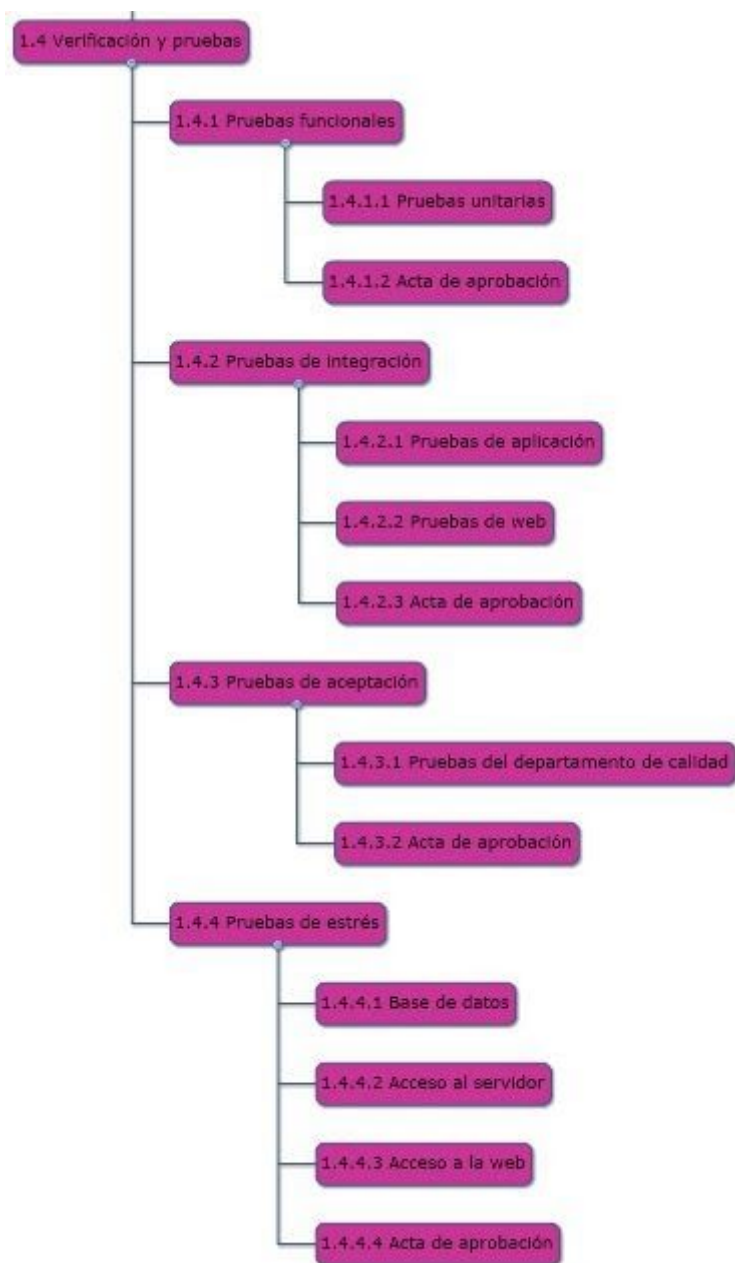 1.4 Verificación y pruebas
1.4.1 Pruebas funcionales
1.4.1.1 Pruebas unitarias
1.4.1.2 Acta de aprobación
1.4.2 Pruebas de integración
1.4.2.1 Pruebas de aplicación
1.4.2.2 Pruebas de web
1.4.2.3 Acta de aprobación
1.4.3 Pruebas de aceptación
1.4.3.1 Pruebas del departamento de calidad
1.4.3.2 Acta de aprobación
1.4.4 Pruebas de estrés
1.4.4.1 Base de datos
1.4.4.2 Acceso al servidor
1.4.4.3 Acceso a la web
1.4.4.4 Acta de aprobación